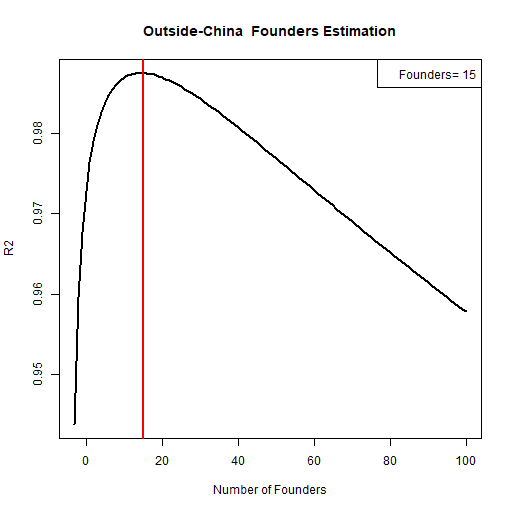 Outside-China  Founders Estimation
Founders= 15
R2
0.98
0.97
0.96
0.95
0 20 40 60 80 100
Number of Founders